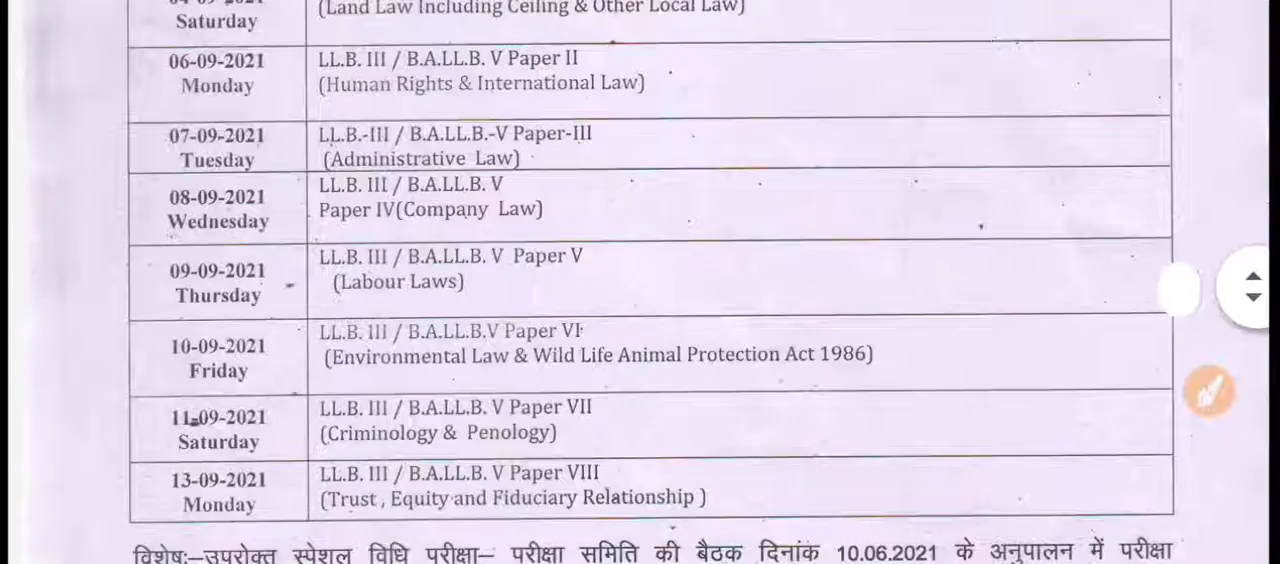 Saturday
(Land Law Including Ceiling & Other Local Law)
06-09-2021
Monday
LL.B. III / B.A.LL.B. V Paper II
(Human Rights & International Law)
07-09-2021
Tuesday
LL.B.-III / B.A.LL.B.-V Paper-III
(Administrative Law)
08-09-2021
Wednesday
LL.B. III / B.A.LL.B. V
Paper IV(Company Law)
09-09-2021
Thursday
LL.B. III / B.A.LL.B. V Paper V
(Labour Laws)
10-09-2021
Friday
LL.B. III / B.A.LL.B.V Paper VI
(Environmental Law & Wild Life Animal Protection Act 1986)
11-09-2021
Saturday
LL.B. III / B.A.LL.B. V Paper VII
(Criminology & Penology)
13-09-2021
Monday
LL.B. III / B.A.LL.B. V Paper VIII
(Trust, Equity and Fiduciary Relationship )
विशेषः–उपरोक्त स्पेशल विधि परीक्षा– परीक्षा समिति की बैठक दिनांक 10.06.2021 के अनुपालन में परीक्षा